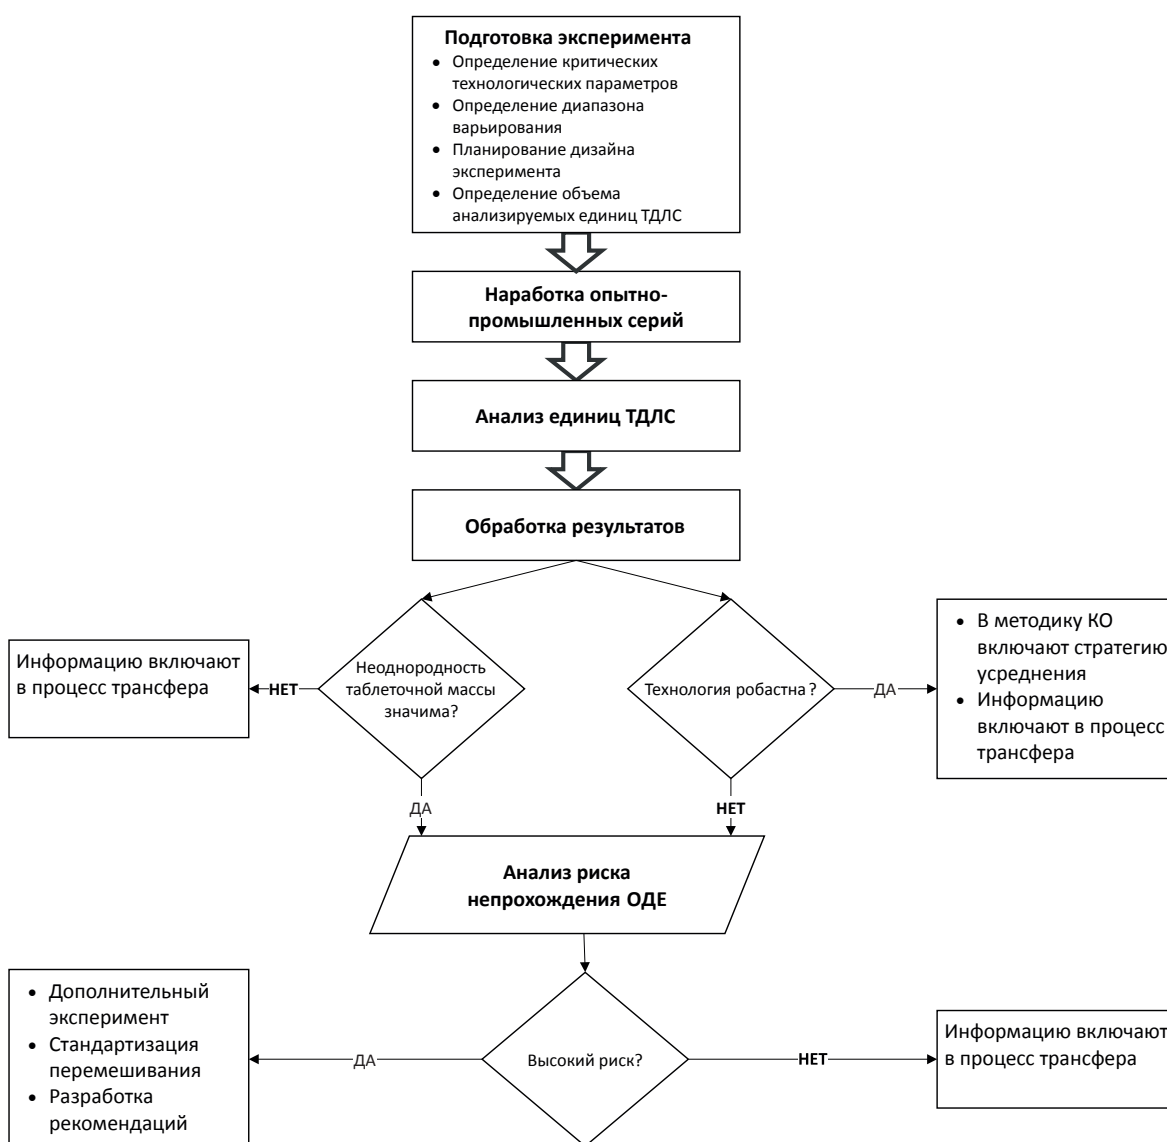 Подготовка эксперимента
• Определение критических
технологических параметров
• Определение диапазона
варьирования
• Планирование дизайна
эксперимента
• Определение объема
анализируемых единиц ТДЛС
Наработка опытно-
промышленных серий
Анализ единиц ТДЛС
Обработка результатов
Информацию включают
в процесс трансфера
НЕТ
Неоднородность
таблеточной массы
значима?
Технология робастна ?
ДА
• В методику КО
включают стратегию
усреднения
• Информацию
включают в процесс
трансфера
ДА
НЕТ
Анализ риска
непрохождения ОДЕ
• Дополнительный
эксперимент
• Стандартизация
перемешивания
• Разработка
рекомендаций
ДА
Высокий риск?
НЕТ
Информацию включают
в процесс трансфера